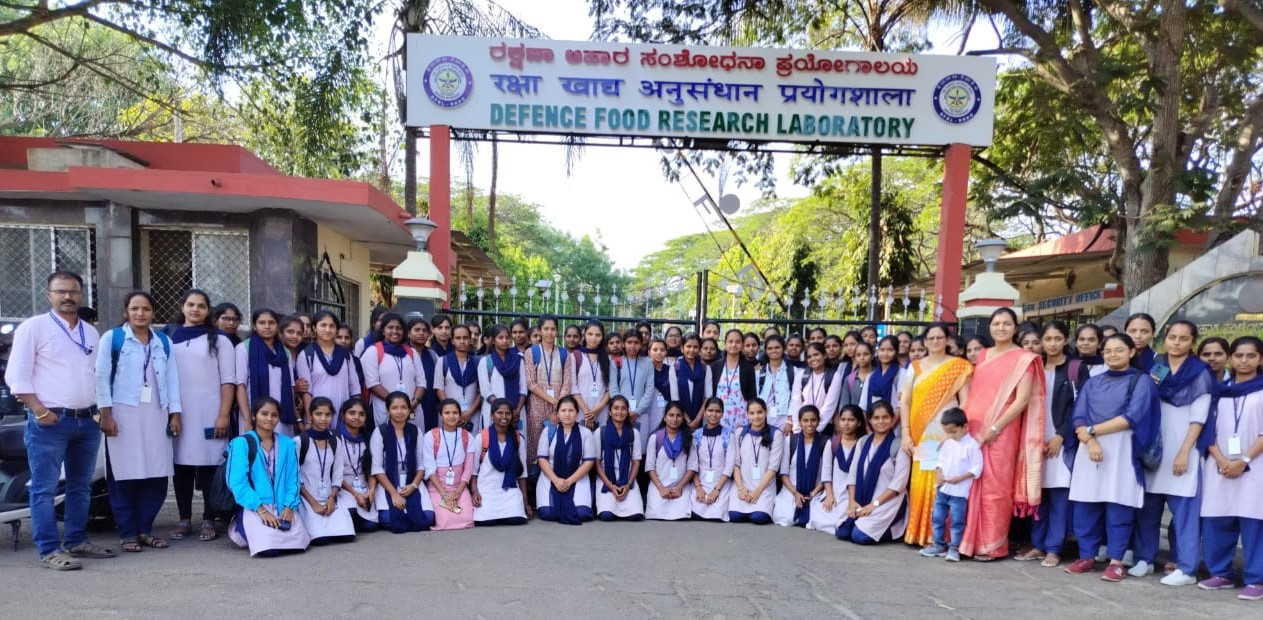 ರಕ್ಷಣಾ ಆಹಾರ ಸಂಶೋಧನಾ ಪ್ರಯೋಗಾಲಯ
रक्षा खाद्य अनुसंधान प्रयोगशाला
DEFENCE FOOD RESEARCH LABORATORY
SECURITY OFFICE